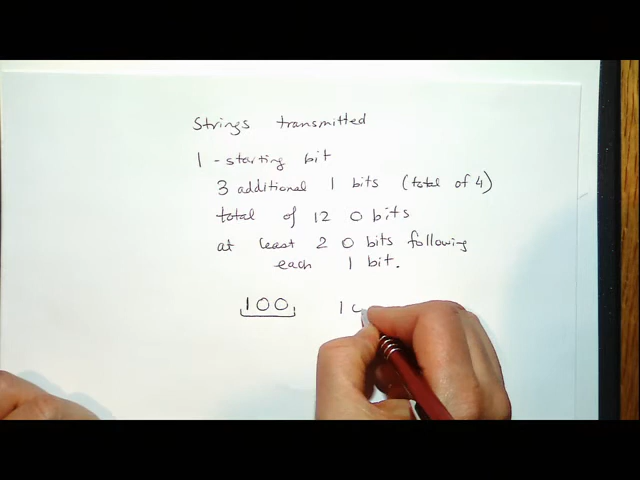 Strings transmitted
1 - starting bit
3 additional 1 bits (total of 4)
total of 12 0 bits
at least 2 0 bits following
each 1 bit.
100 10